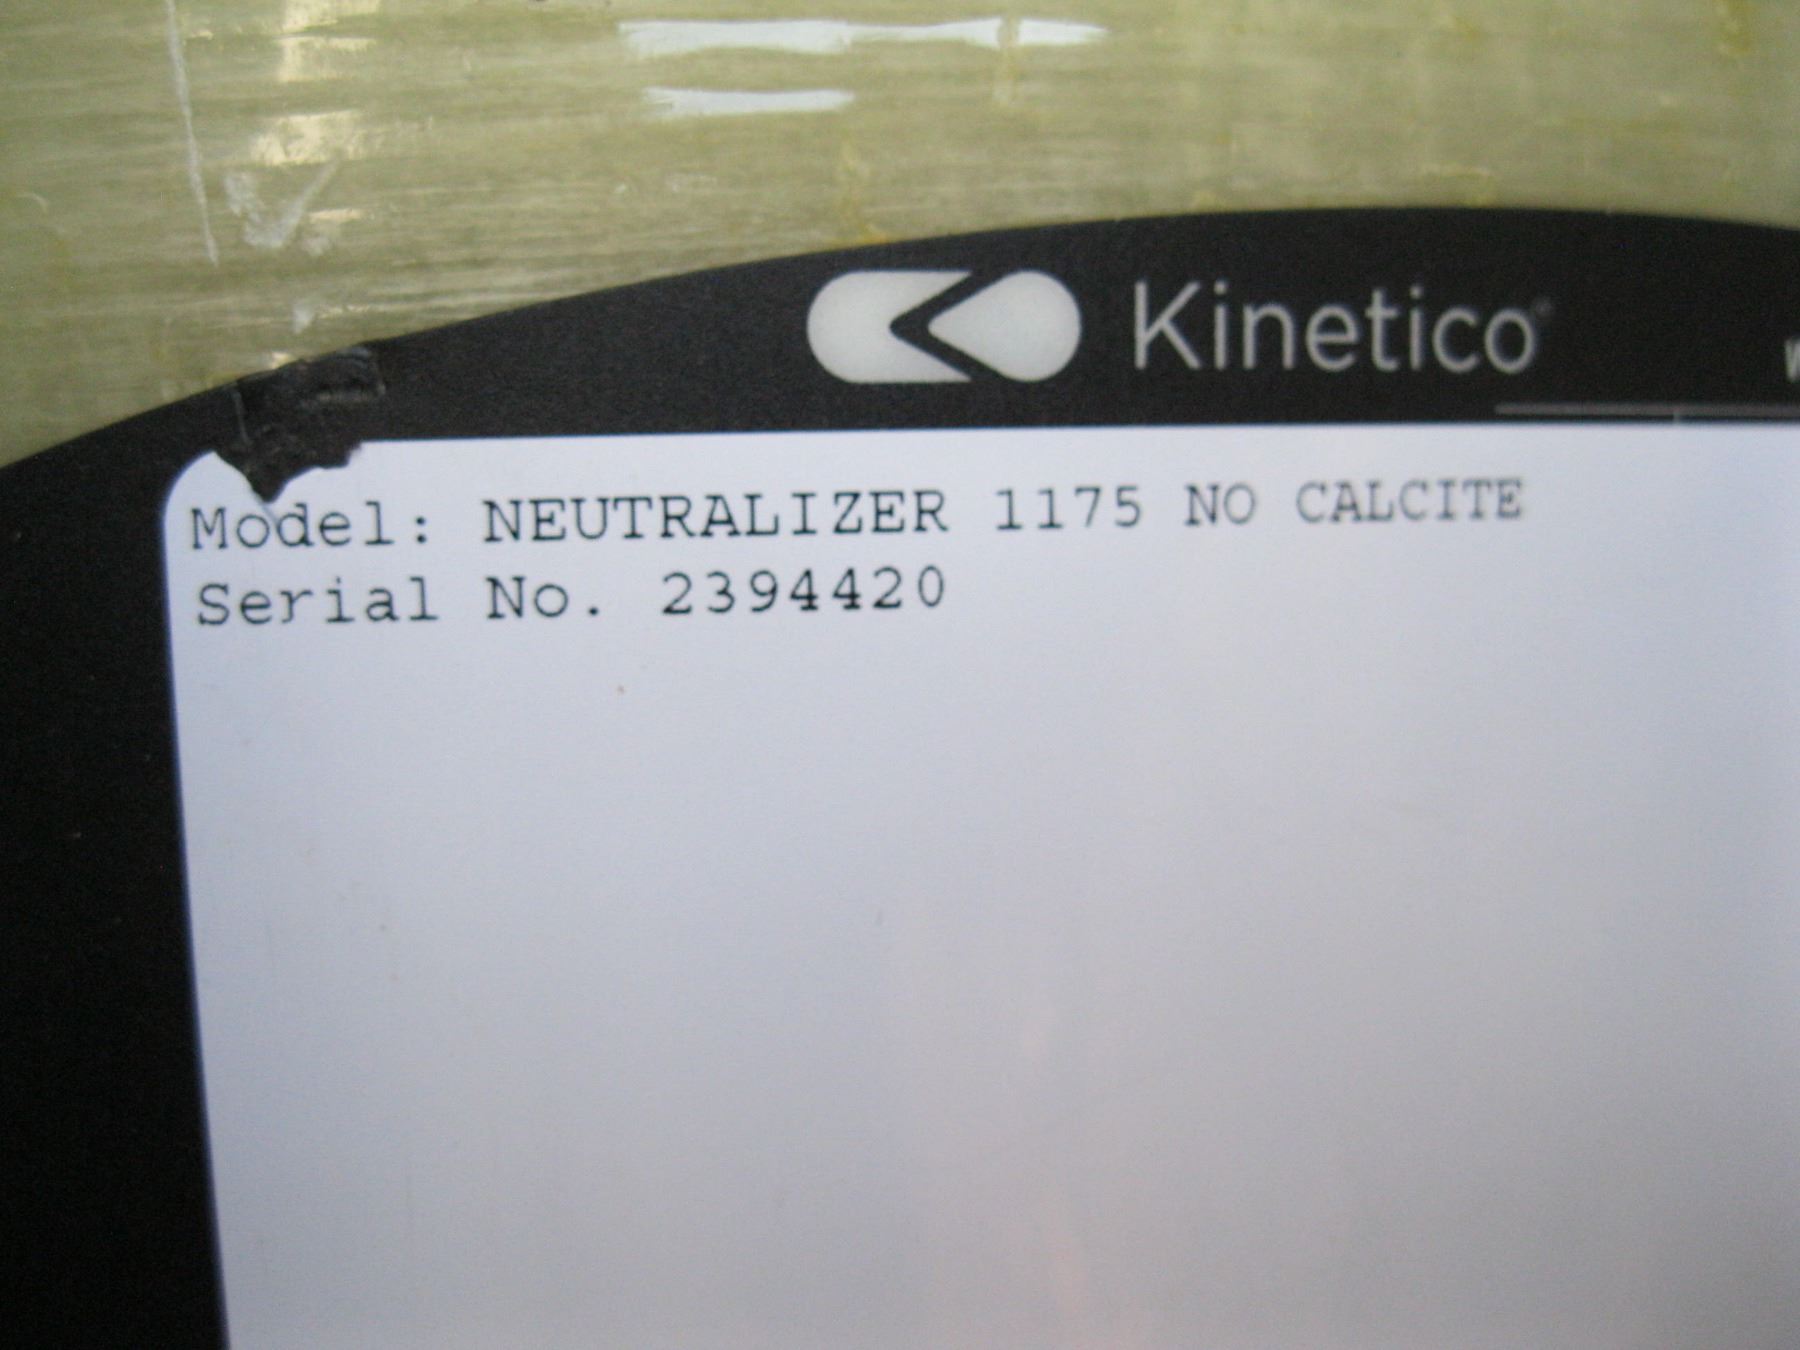 Kinetico®
Model: NEUTRALIZER 1175 NO CALCITE
Serial No. 2394420